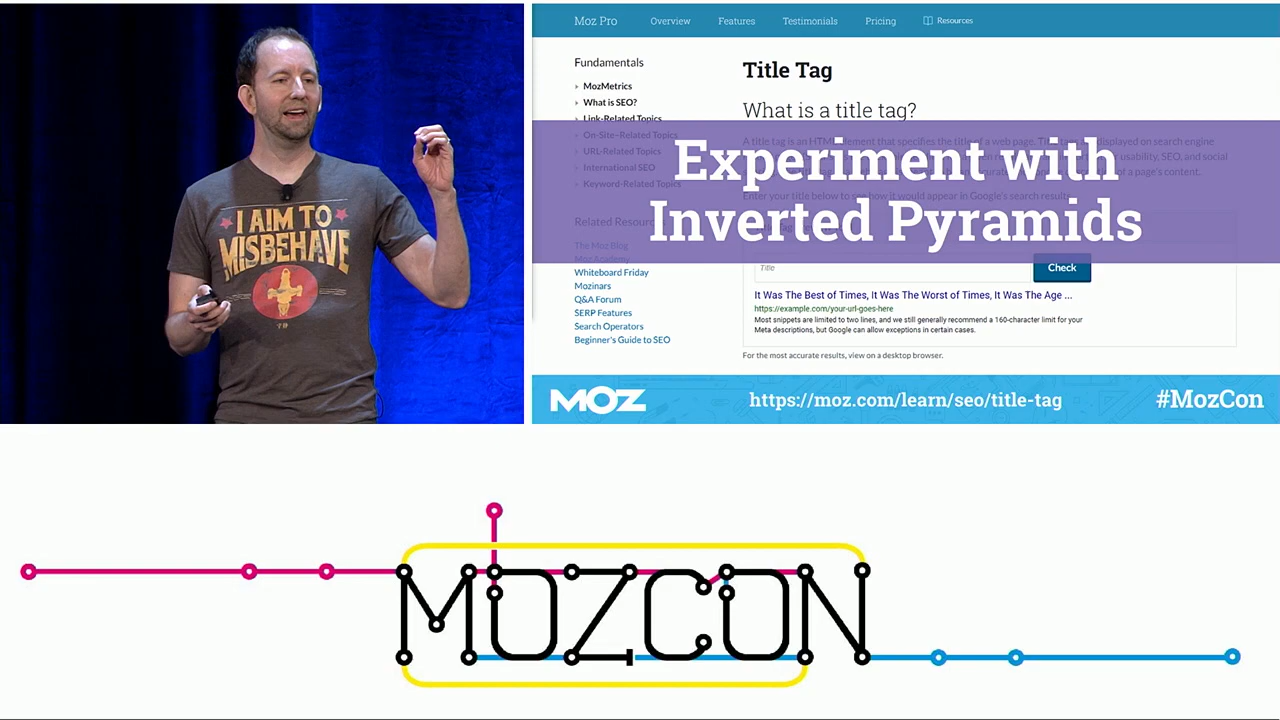 I AIM TO
MISBEHAVE
Moz Pro
Overview
Features
Testimonials
Pricing
Resources
Fundamentals
MozMetrics
What is SEO?
Link-Related Topics
On-Site-Related Topics
URL-Related Topics
International SEO
Keyword-Related Topics
Related
The Moz Blog
Moz Academy
Whiteboard Friday
Mozinars
Q&A Forum
SERP Features
Search Operators
Beginner's Guide to SEO
Title Tag
What is a title tag?
Experiment with
Inverted Pyramids
Title
Check
It Was The Best of Times, It Was The Worst of Times, It Was The Age ...
https://example.com/your-url-goes-here
Most snippets are limited to two lines, and we still generally recommend a 160-character limit for your
Meta descriptions, but Google can allow exceptions in certain cases.
For the most accurate results, view on a desktop browser.
MOZ
https://moz.com/learn/seo/title-tag
#MozCon
MOZCON